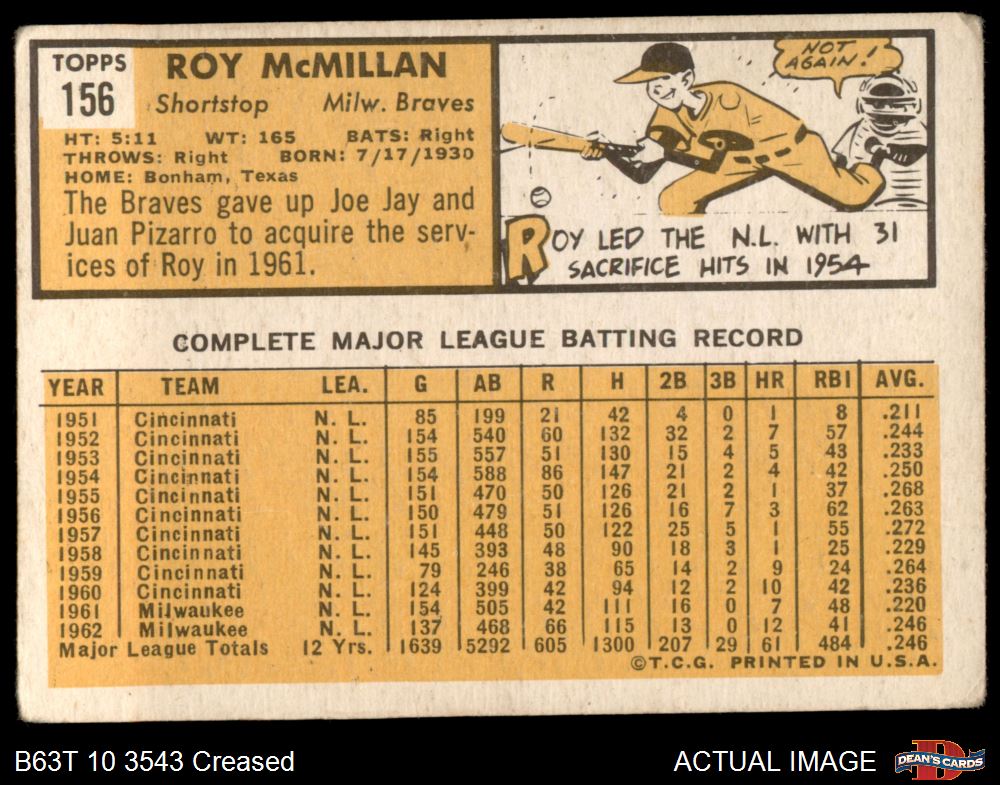 TOPPS
156
ROY McMILLAN
Shortstop Milw. Braves
HT: 5:11 WT: 165 BATS: Right
THROWS: Right BORN: 7/17/1930
HOME: Bonham, Texas
The Braves gave up Joe Jay and
Juan Pizarro to acquire the serv-
ices of Roy in 1961.
NOT
AGAIN!
ROY LED THE N.L. WITH 31
SACRIFICE HITS IN 1954
COMPLETE MAJOR LEAGUE BATTING RECORD
YEAR TEAM LEA. G AB R H 2B 3B HR RBI AVG.
1951 Cincinnati N. L. 85 199 21 42 4 0 1 8 .211
1952 Cincinnati N. L. 154 540 60 132 32 2 7 57 .244
1953 Cincinnati N. L. 155 557 51 130 15 4 5 43 .233
1954 Cincinnati N. L. 154 588 86 147 21 2 4 42 .250
1955 Cincinnati N. L. 151 470 50 126 21 2 1 37 .268
1956 Cincinnati N. L. 150 479 51 126 16 7 3 62 .263
1957 Cincinnati N. L. 151 448 50 122 25 5 1 55 .272
1958 Cincinnati N. L. 145 393 48 90 18 3 1 25 .229
1959 Cincinnati N. L. 79 246 38 65 14 2 9 24 .264
1960 Cincinnati N. L. 124 399 42 94 12 2 10 42 .236
1961 Milwaukee N. L. 154 505 42 111 16 0 7 48 .220
1962 Milwaukee N. L. 137 468 66 115 13 0 12 41 .246
Major League Totals 12 Yrs. 1639 5292 605 1300 207 29 61 484 .246
©T.C.G. PRINTED IN U.S.A.
B63T 10 3543 Creased
ACTUAL IMAGE
DEAN'S CARDS